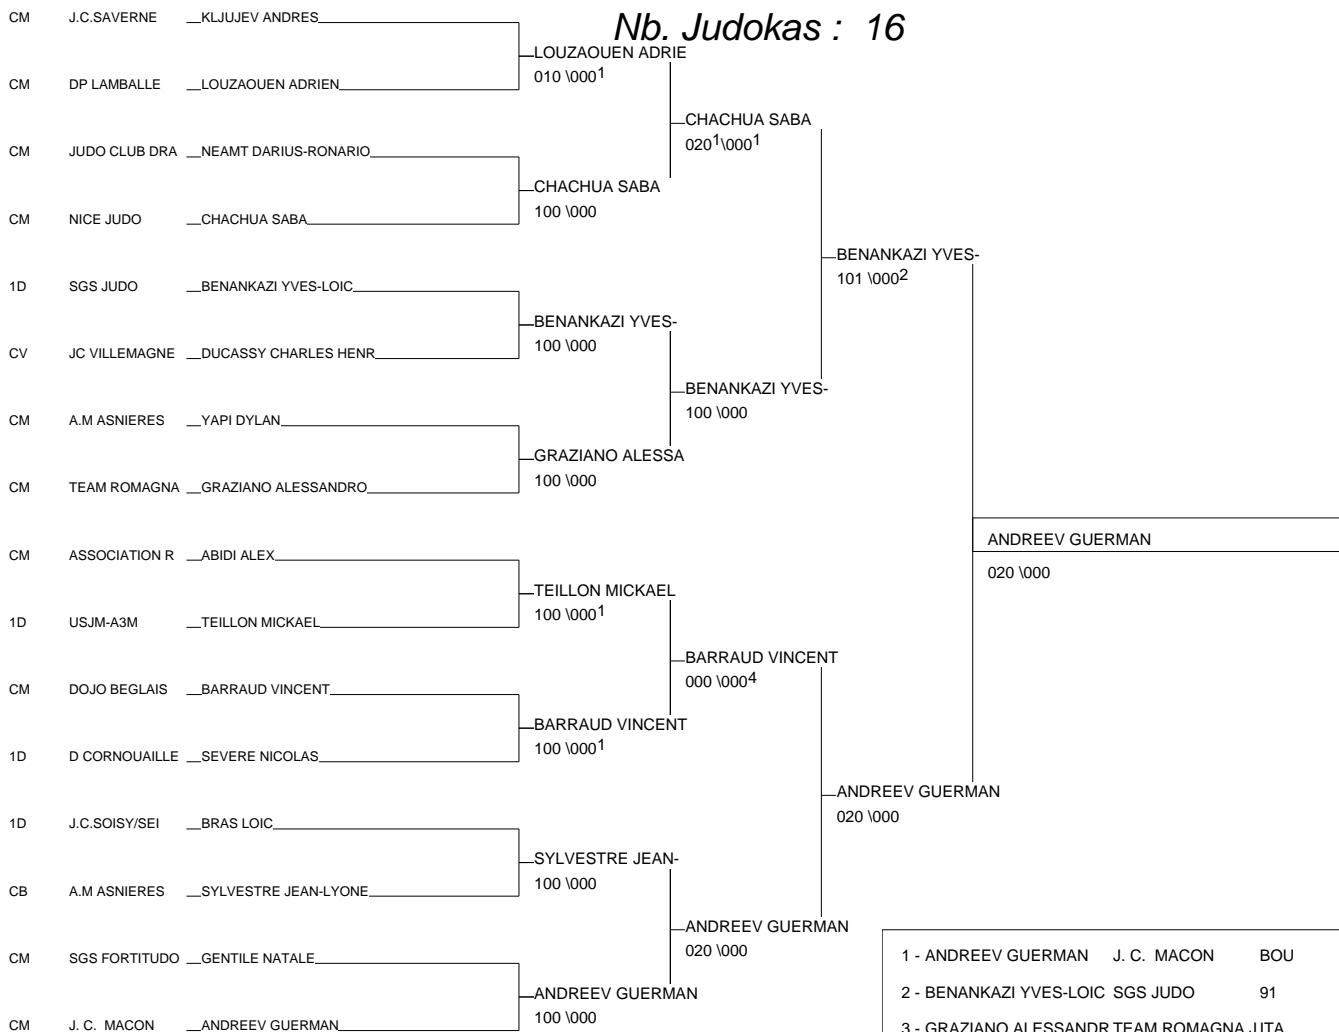 Nb. Judokas : 16
CM J.C.SAVERNE KLJUJEV ANDRES
LOUZAOUEN ADRIE
010 \000 1
CM DP LAMBALLE LOUZAOUEN ADRIEN
CHACHUA SABA
020 1 \000 1
CM JUDO CLUB DRA NEAMT DARIUS-RONARIO
CHACHUA SABA
100 \000
CM NICE JUDO CHACHUA SABA
BENANKAZI YVES-
101 \000 2
1D SGS JUDO BENANKAZI YVES-LOIC
BENANKAZI YVES-
100 \000
CV JC VILLEMAGNE DUCASSY CHARLES HENR
BENANKAZI YVES-
100 \000
CM A.M ASNIERES YAPI DYLAN
GRAZIANO ALESSA
100 \000
CM TEAM ROMAGNA GRAZIANO ALESSANDRO
ANDREEV GUERMAN
020 \000
CM ASSOCIATION R ABIDI ALEX
TEILLON MICKAEL
100 \000 1
1D USJM-A3M TEILLON MICKAEL
BARRAUD VINCENT
000 \000 4
CM DOJO BEGLAIS BARRAUD VINCENT
BARRAUD VINCENT
100 \000 1
1D D CORNOUAILLE SEVERE NICOLAS
ANDREEV GUERMAN
020 \000
1D J.C.SOISY/SEI BRAS LOIC
SYLVESTRE JEAN-
100 \000
CB A.M ASNIERES SYLVESTRE JEAN-LYONE
ANDREEV GUERMAN
020 \000
CM SGS FORTITUDO GENTILE NATALE
ANDREEV GUERMAN
100 \000
CM J. C. MACON ANDREEV GUERMAN
1 - ANDREEV GUERMAN J. C. MACON BOU
2 - BENANKAZI YVES-LOIC SGS JUDO 91
3 - GRAZIANO ALESSANDR TEAM ROMAGNA JITA